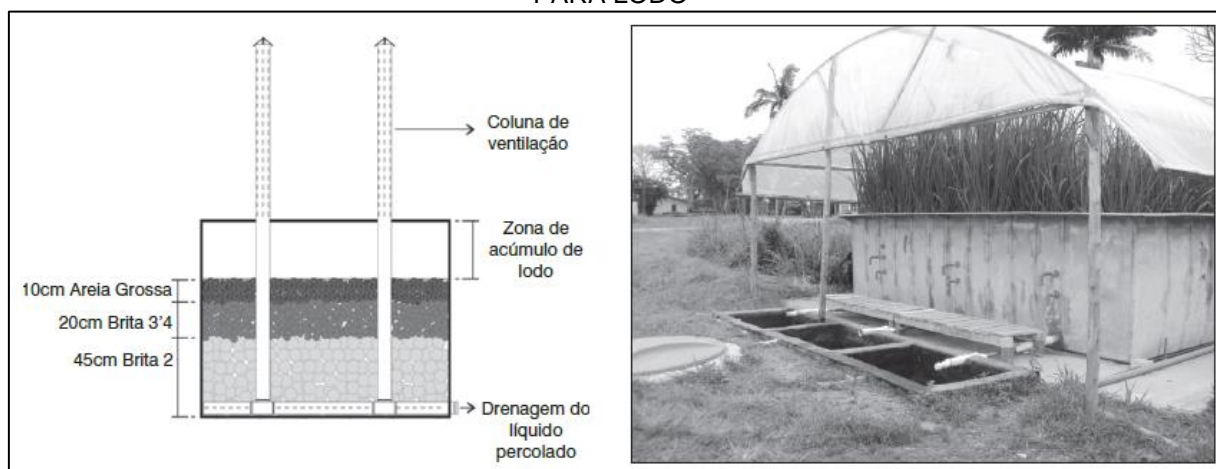 PARA LODO
Coluna de
ventilação
Zona de
acúmulo de
lodo
10cm Areia Grossa
20cm Brita 3'4
45cm Brita 2
Drenagem do
líquido
percolado